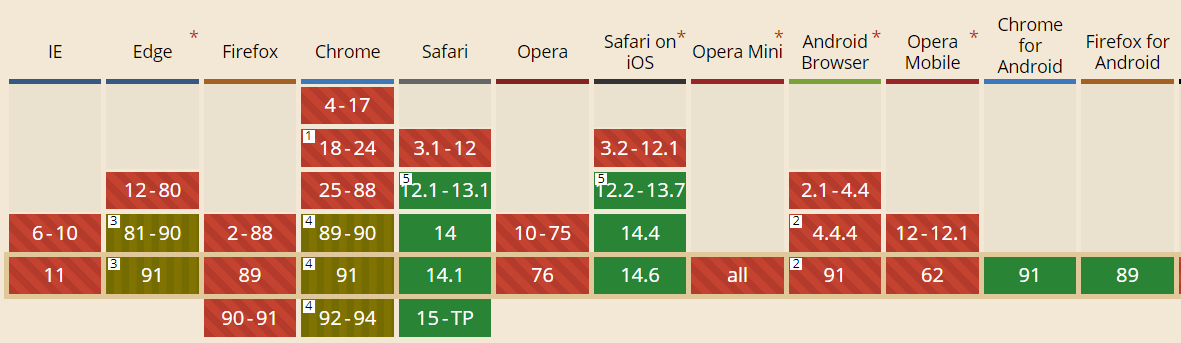 IE Edge * Firefox Chrome Safari Opera Safari on iOS * Opera Mini * Android Browser * Opera Mobile * Chrome for Android Firefox for Android
4-17
1 18-24 3.1-12 3.2-12.1
12-80 25-88 5 12.1-13.1 5 12.2-13.7 2.1-4.4
6-10 3 81-90 2-88 4 89-90 14 10-75 14.4 2 4.4.4 12-12.1
11 3 91 89 4 91 14.1 76 14.6 all 2 91 62 91 89
90-91 4 92-94 15-TP